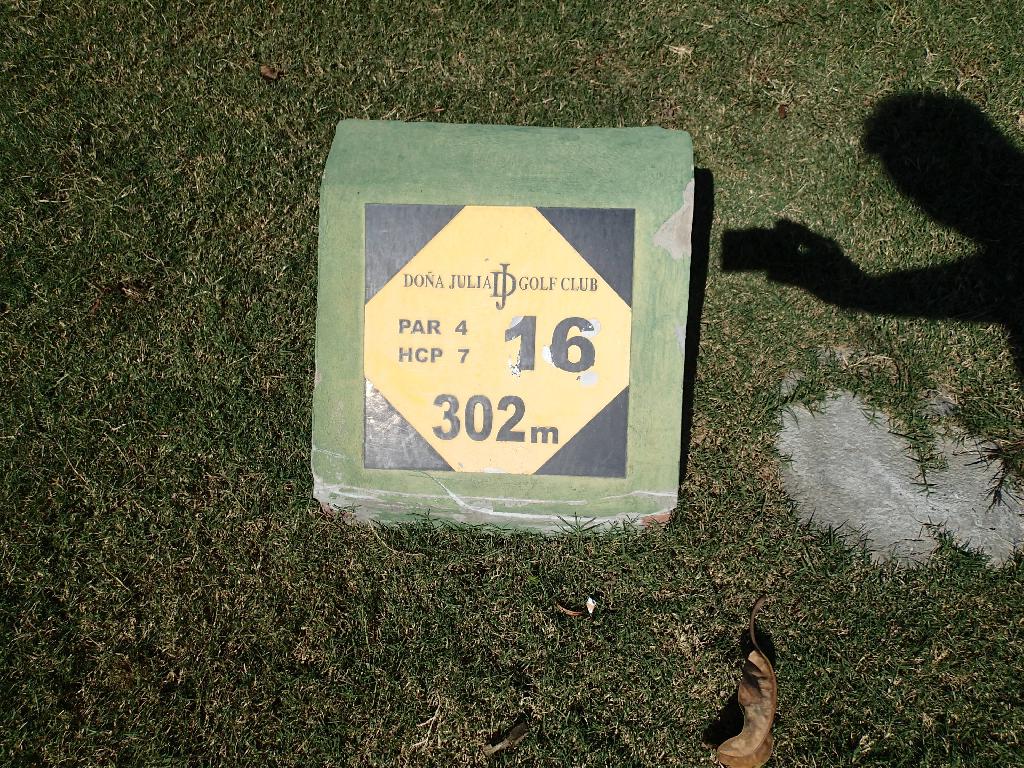 DOÑA JULIA DJ GOLF CLUB
PAR 4
HCP 7
16
302m